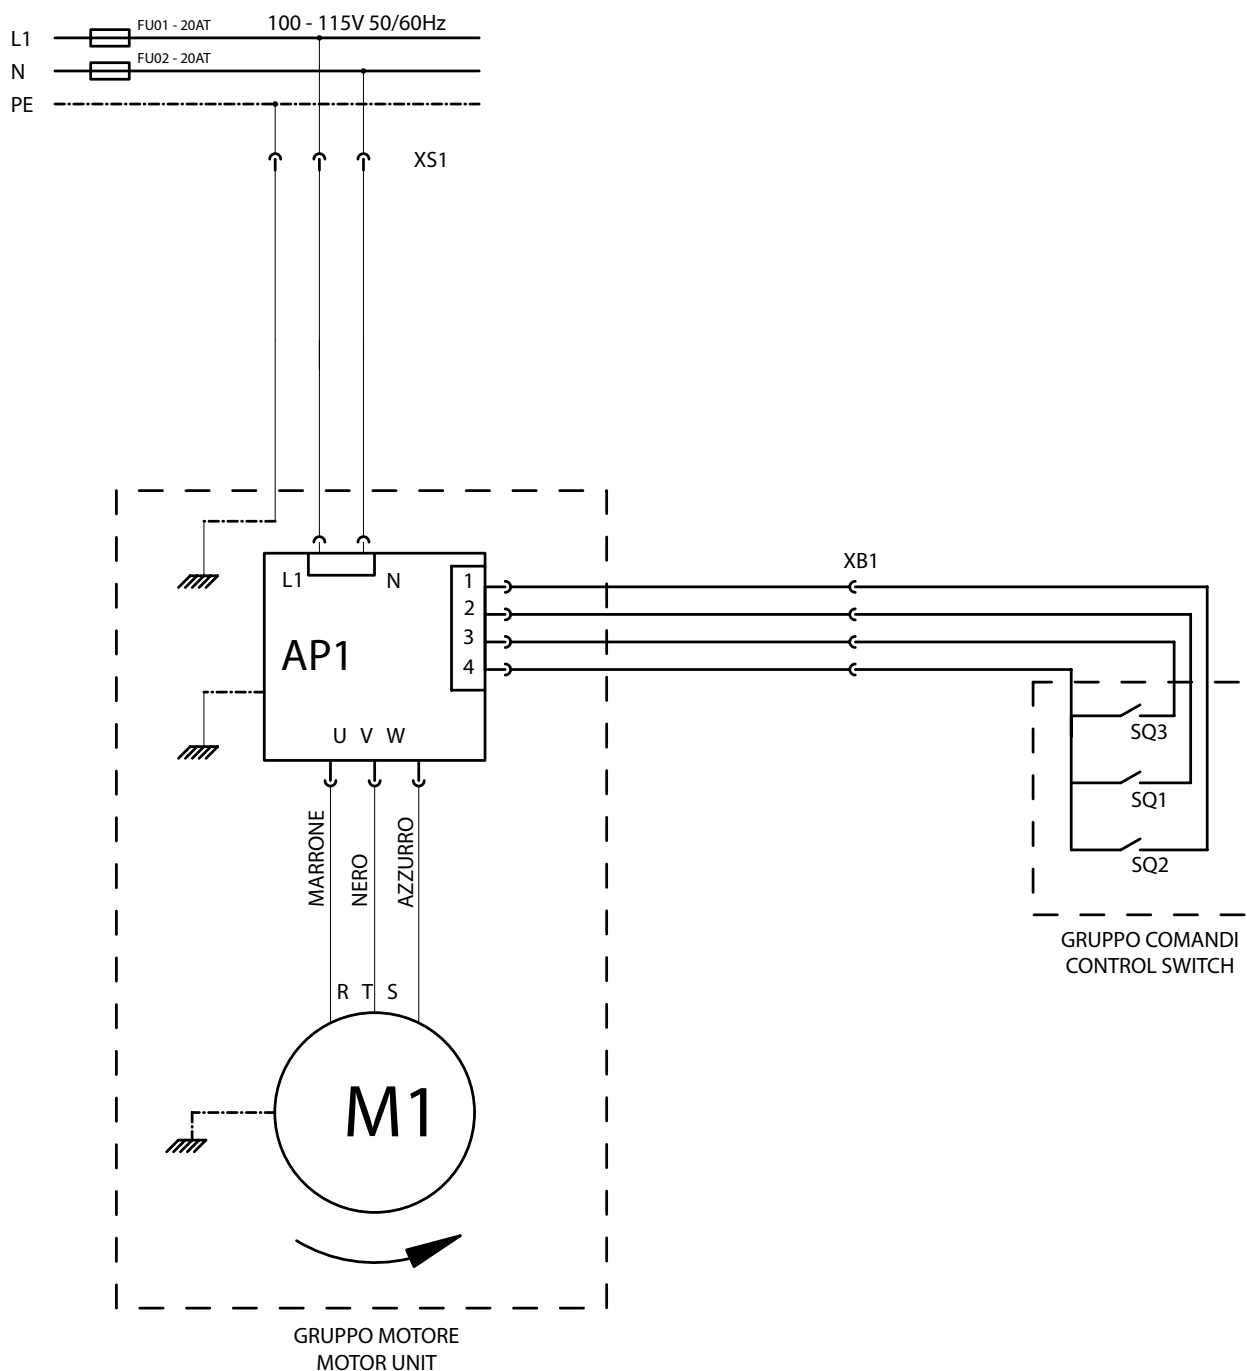 FU01 - 20AT
100 - 115V 50/60Hz
L1
FU02 - 20AT
N
PE
XS1
XB1
L1
N
1
2
3
4
AP1
U V W
SQ3
SQ1
SQ2
MARRONE
NERO
AZZURRO
GRUPPO COMANDI
CONTROL SWITCH
R T S
M1
GRUPPO MOTORE
MOTOR UNIT